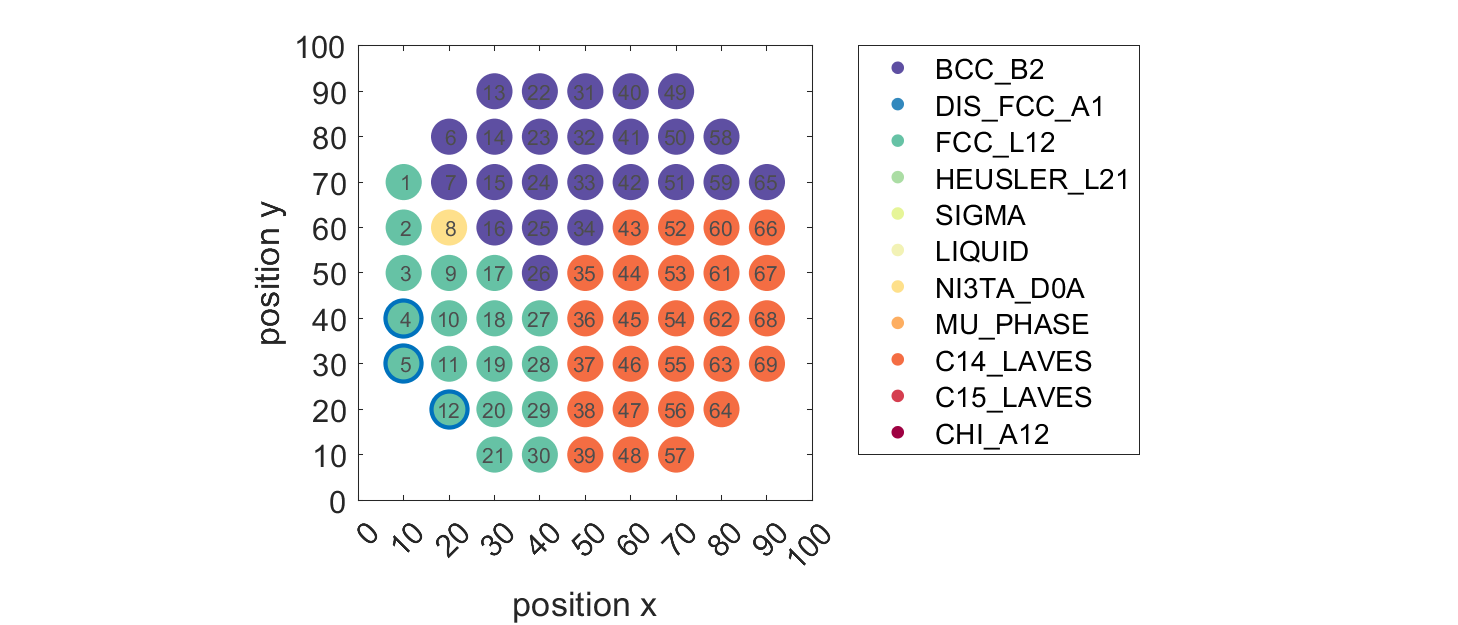 100
BCC_B2
90
13 22 31 40 49
DIS_FCC_A1
80
6 14 23 32 41 50 58
FCC_L12
70
1 7 15 24 33 42 51 59 65
HEUSLER_L21
60
2 8 16 25 34 43 52 60 66
SIGMA
LIQUID
50
3 9 17 26 35 44 53 61 67
NI3TA_D0A
40
4 10 18 27 36 45 54 62 68
MU_PHASE
30
5 11 19 28 37 46 55 63 69
C14_LAVES
20
12 20 29 38 47 56 64
C15_LAVES
10
21 30 39 48 57
CHI_A12
0
position y
0 10 20 30 40 50 60 70 80 90 100
position x